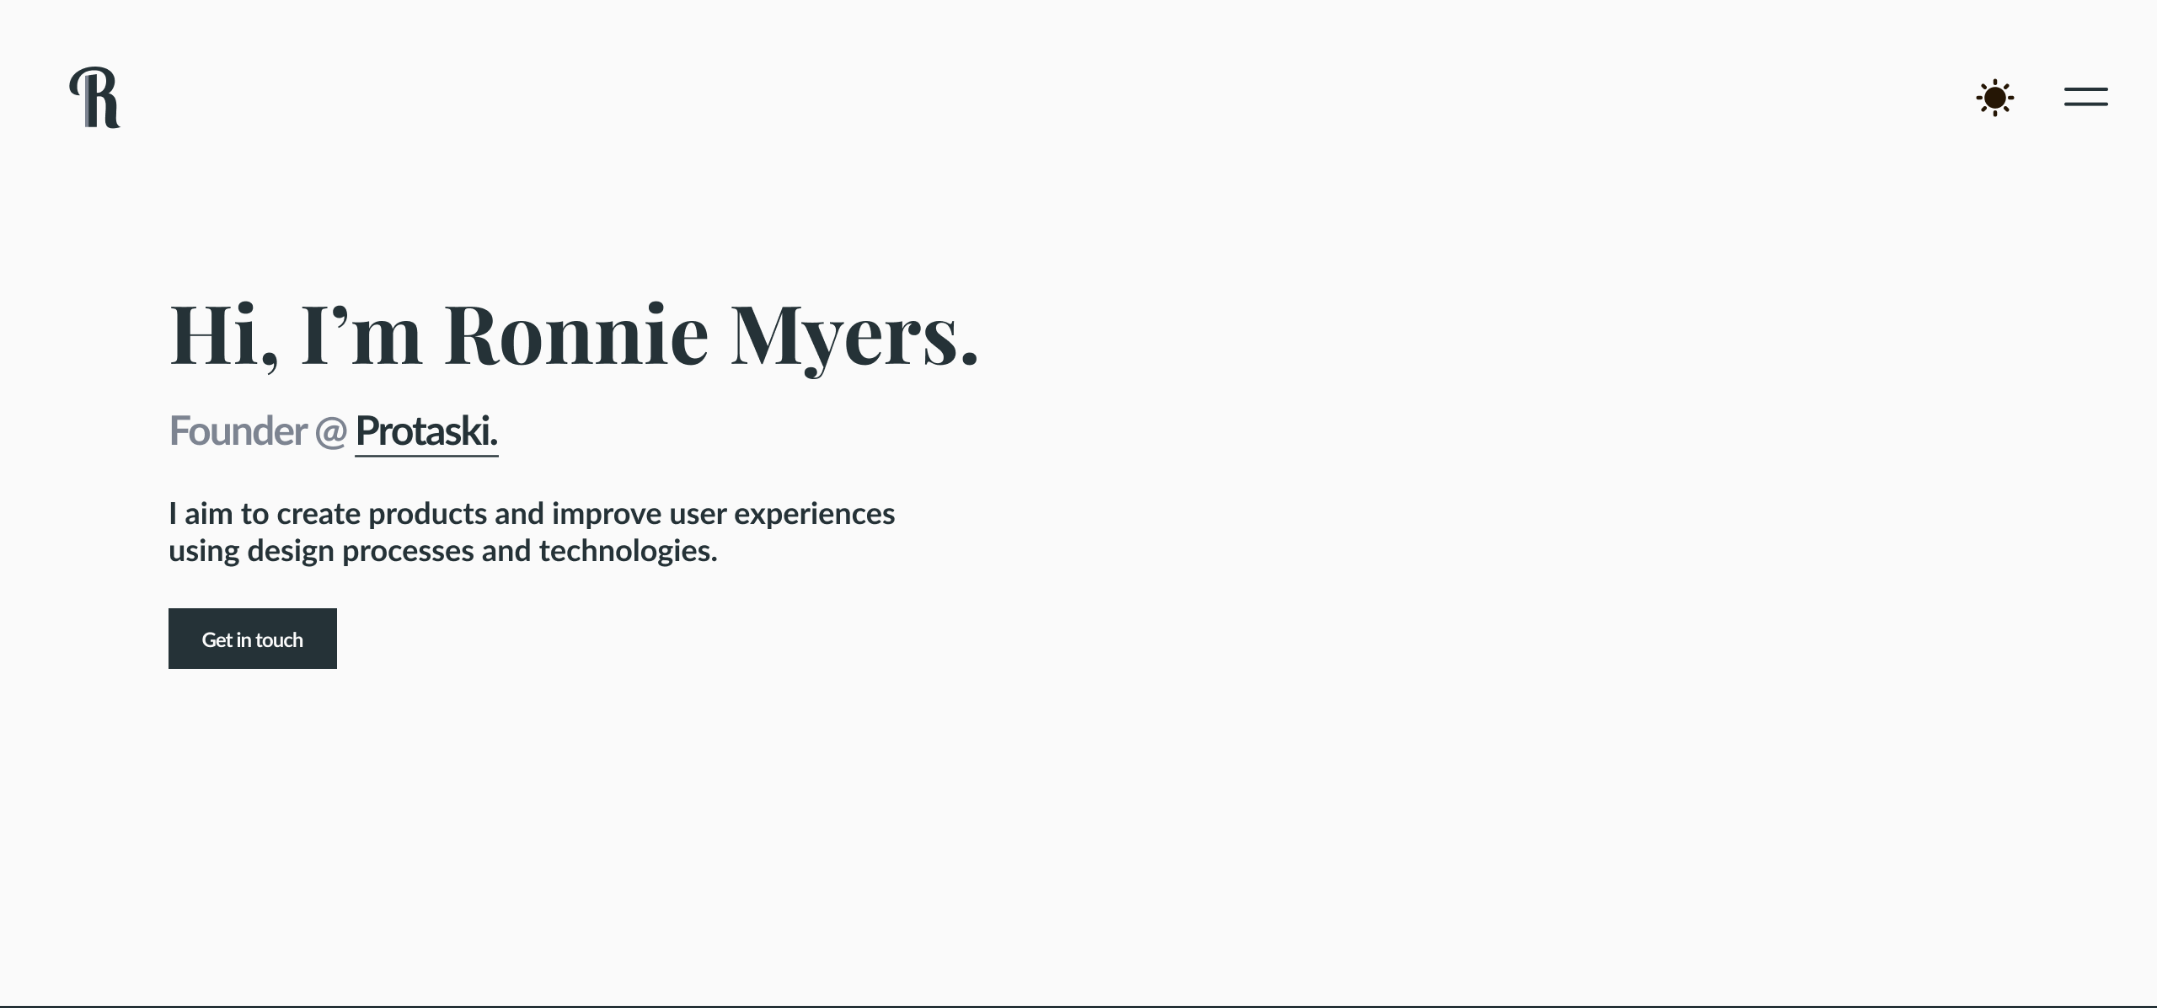 R
Hi, I’m Ronnie Myers.
Founder @ Protaski.
I aim to create products and improve user experiences
using design processes and technologies.
Get in touch